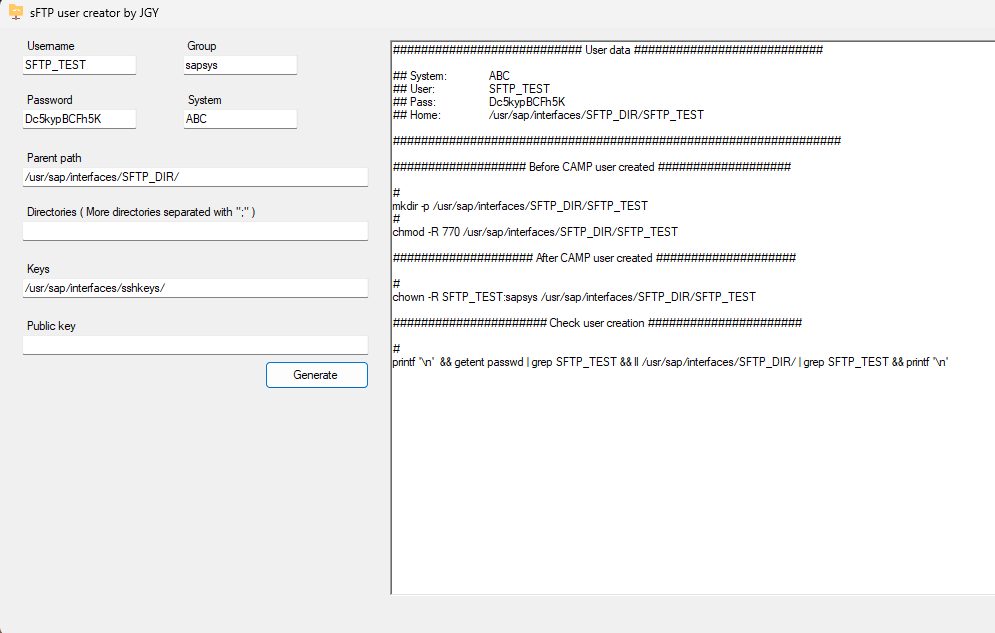 sFTP user creator by JGY
Username
Group
SFTP_TEST
sapsys
Password
System
Dc5kypBCFh5K
ABC
Parent path
/usr/sap/interfaces/SFTP_DIR/
Directories ( More directories separated with ";" )
Keys
/usr/sap/interfaces/sshkeys/
Public key
Generate
########################### User data ###########################
## System: ABC
## User: SFTP_TEST
## Pass: Dc5kypBCFh5K
## Home: /usr/sap/interfaces/SFTP_DIR/SFTP_TEST
################################################################
################### Before CAMP user created ###################
#
mkdir -p /usr/sap/interfaces/SFTP_DIR/SFTP_TEST
#
chmod -R 770 /usr/sap/interfaces/SFTP_DIR/SFTP_TEST
#################### After CAMP user created ####################
#
chown -R SFTP_TEST:sapsys /usr/sap/interfaces/SFTP_DIR/SFTP_TEST
###################### Check user creation ######################
#
printf '\n' && getent passwd | grep SFTP_TEST && ll /usr/sap/interfaces/SFTP_DIR/ | grep SFTP_TEST && printf '\n'